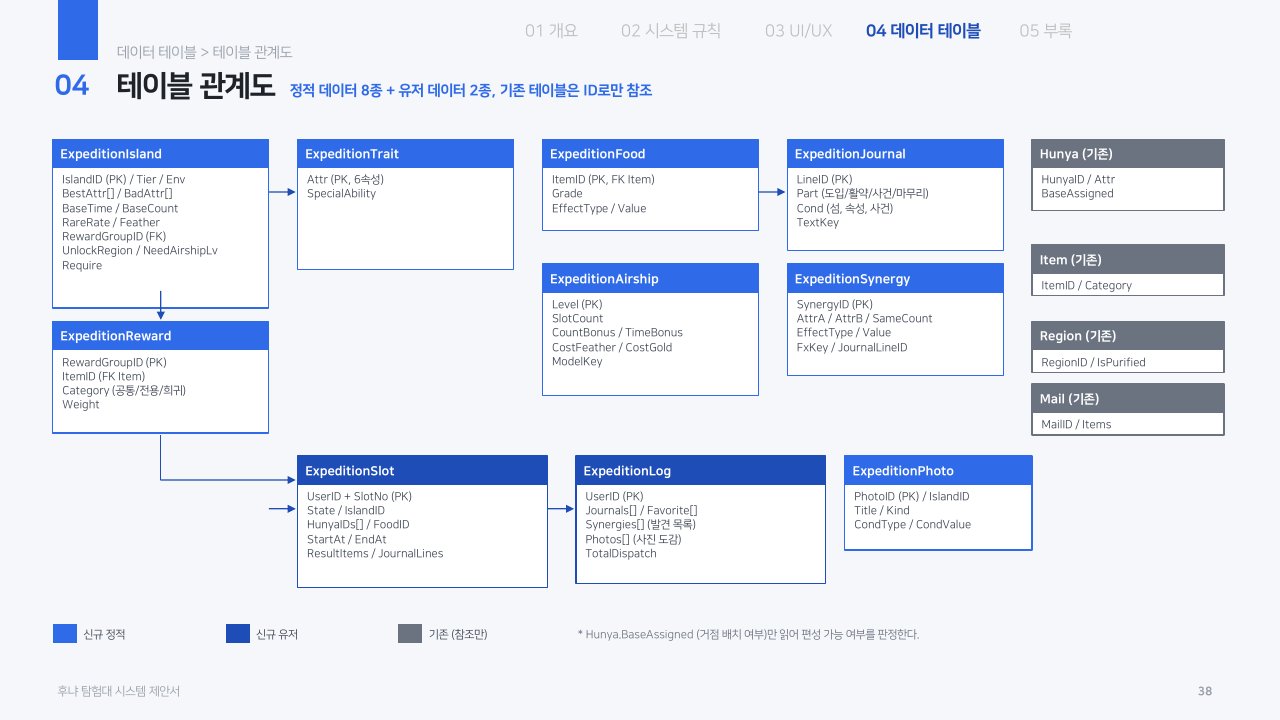 01 개요
02 시스템 규칙
03 UI/UX
04 데이터 테이블
05 부록
데이터 테이블 > 테이블 관계도
04 테이블 관계도 정적 데이터 8종 + 유저 데이터 2종, 기존 테이블은 ID로만 참조
ExpeditionIsland
IslandID (PK) / Tier / Env
BestAttr[] / BadAttr[]
BaseTime / BaseCount
RareRate / Feather
RewardGroupID (FK)
UnlockRegion / NeedAirshipLv
Require
ExpeditionTrait
Attr (PK, 6속성)
SpecialAbility
ExpeditionFood
ItemID (PK, FK Item)
Grade
EffectType / Value
ExpeditionJournal
LineID (PK)
Part (도입/활약/사건/마무리)
Cond (섬, 속성, 사건)
TextKey
Hunya (기존)
HunyaID / Attr
BaseAssigned
Item (기존)
ItemID / Category
ExpeditionAirship
Level (PK)
SlotCount
CountBonus / TimeBonus
CostFeather / CostGold
ModelKey
ExpeditionSynergy
SynergyID (PK)
AttrA / AttrB / SameCount
EffectType / Value
FxKey / JournalLineID
ExpeditionReward
RewardGroupID (PK)
ItemID (FK Item)
Category (공통/전용/희귀)
Weight
Region (기존)
RegionID / IsPurified
Mail (기존)
MailID / Items
ExpeditionSlot
UserID + SlotNo (PK)
State / IslandID
HunyaIDs[] / FoodID
StartAt / EndAt
ResultItems / JournalLines
ExpeditionLog
UserID (PK)
Journals[] / Favorite[]
Synergies[] (발견 목록)
Photos[] (사진 도감)
TotalDispatch
ExpeditionPhoto
PhotoID (PK) / IslandID
Title / Kind
CondType / CondValue
신규 정적
신규 유저
기존 (참조만)
* Hunya.BaseAssigned (거점 배치 여부)만 읽어 편성 가능 여부를 판정한다.
후냐 탐험대 시스템 제안서
38